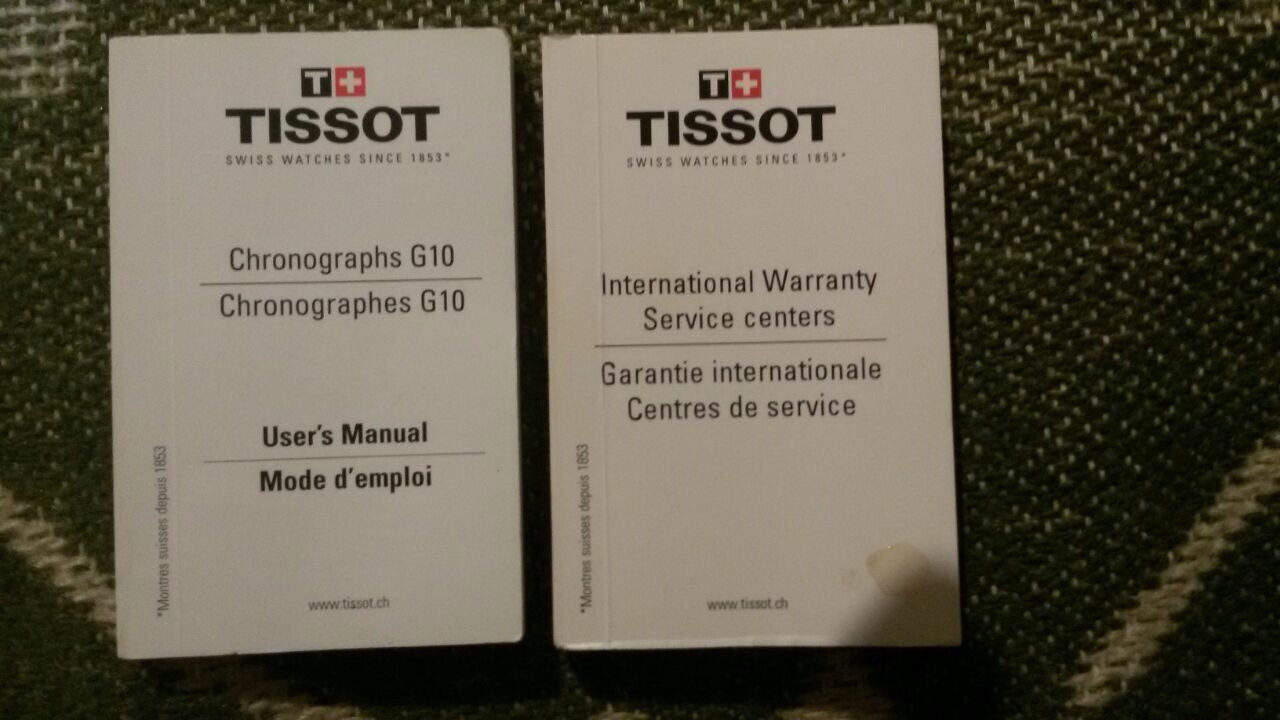 T+
TISSOT
SWISS WATCHES SINCE 1853*
Chronographs G10
Chronographes G10
User's Manual
Mode d'emploi
*Montres suisses depuis 1853
www.tissot.ch
T+
TISSOT
SWISS WATCHES SINCE 1853*
International Warranty
Service centers
Garantie internationale
Centres de service
*Montres suisses depuis 1853
www.tissot.ch